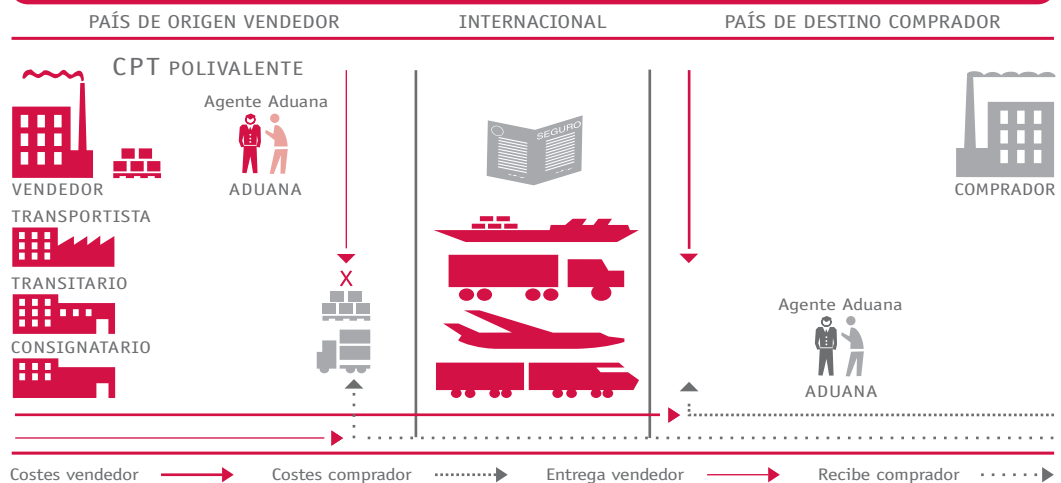 PAÍS DE ORIGEN VENDEDOR
INTERNACIONAL
PAÍS DE DESTINO COMPRADOR
CPT POLIVALENTE
Agente Aduana
ADUANA
SEGURO
VENDEDOR
COMPRADOR
TRANSPORTISTA
X
TRANSITARIO
CONSIGNATARIO
Agente Aduana
ADUANA
Costes vendedor
Costes comprador
Entrega vendedor
Recibe comprador